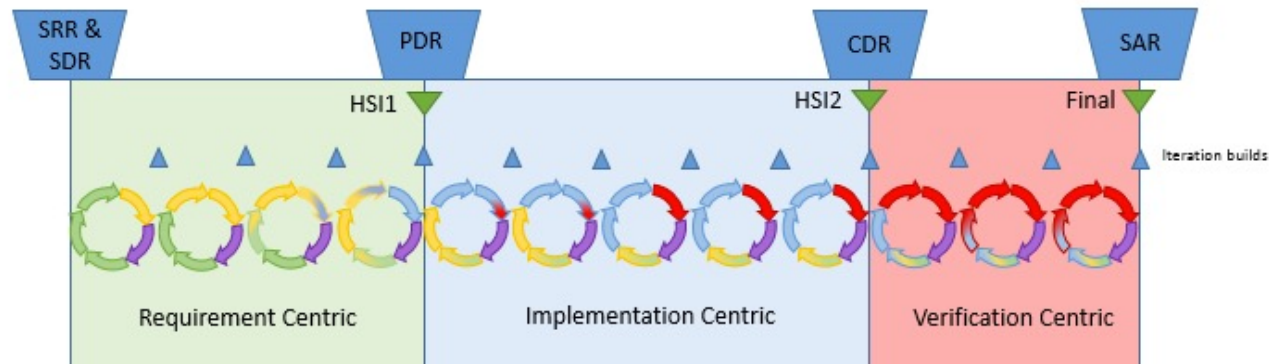 SRR &
SDR
PDR
CDR
SAR
HSI1
HSI2
Final
Iteration builds
Requirement Centric
Implementation Centric
Verification Centric